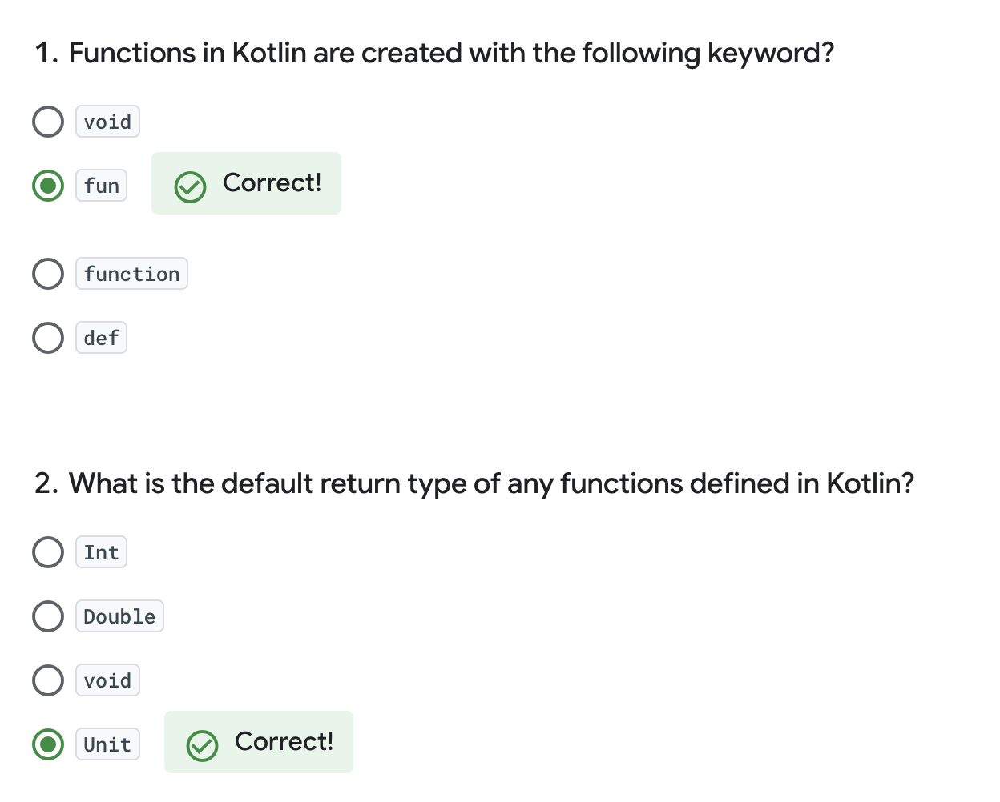 1. Functions in Kotlin are created with the following keyword?
void
fun Correct!
function
def
2. What is the default return type of any functions defined in Kotlin?
Int
Double
void
Unit Correct!